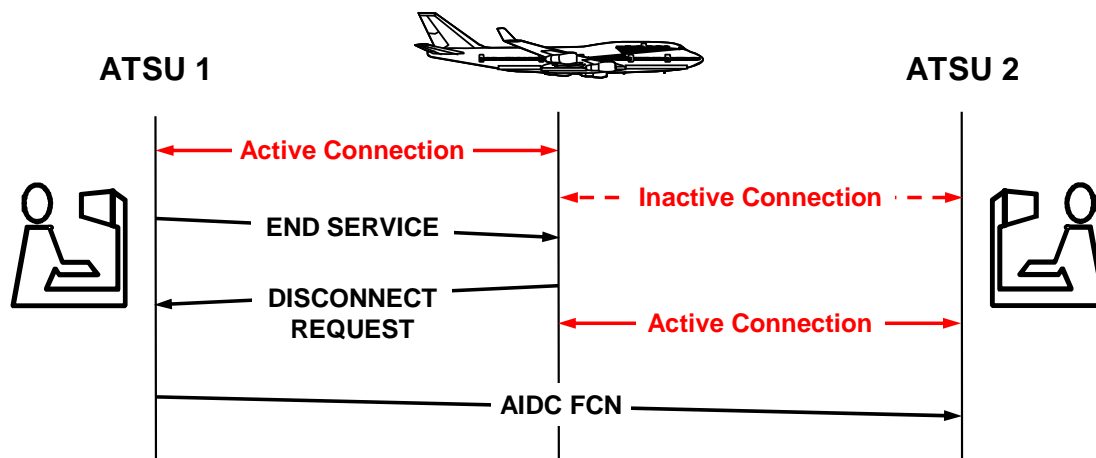 ATSU 1
ATSU 2
Active Connection
Inactive Connection
END SERVICE
DISCONNECT
REQUEST
Active Connection
AIDC FCN